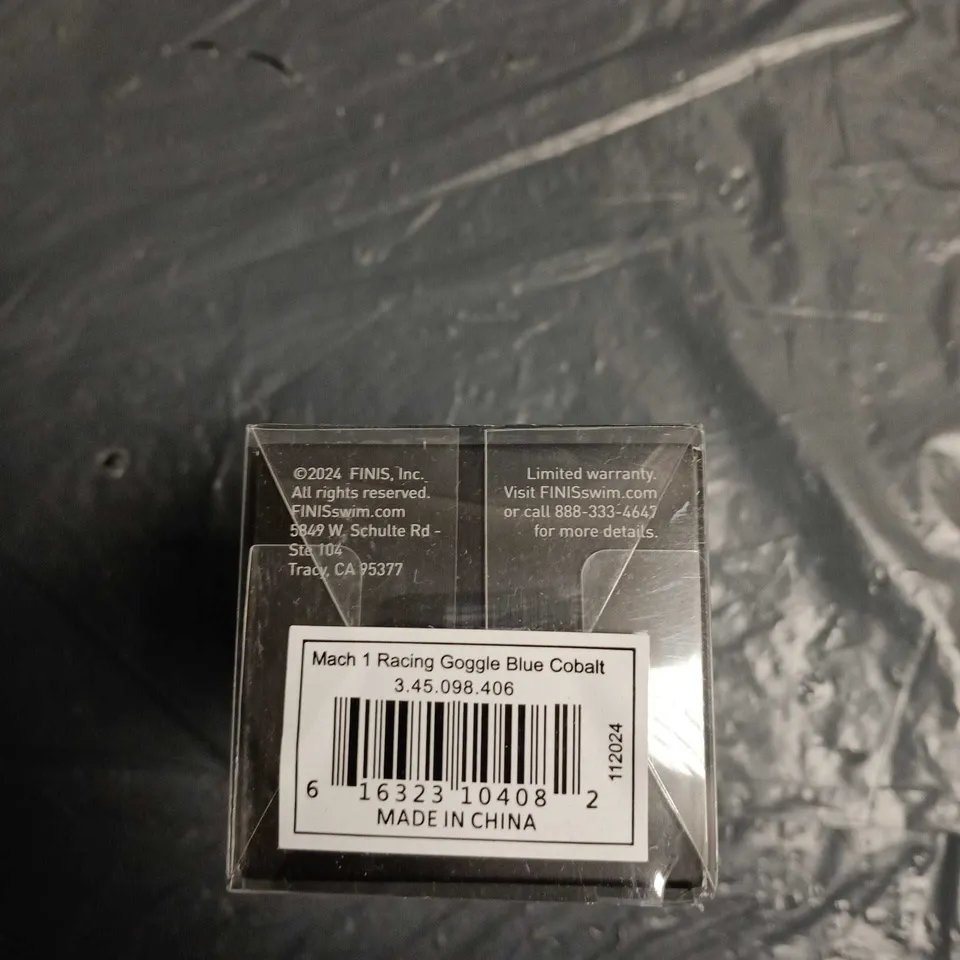 ©2024 FINIS, Inc.
All rights reserved.
FINISswim.com
5849 W. Schulte Rd -
Ste 104
Tracy, CA 95377
Limited warranty.
Visit FINISswim.com
or call 888-333-4647
for more details.
Mach 1 Racing Goggle Blue Cobalt
3.45.098.406
112024
6 16323 10408 2
MADE IN CHINA